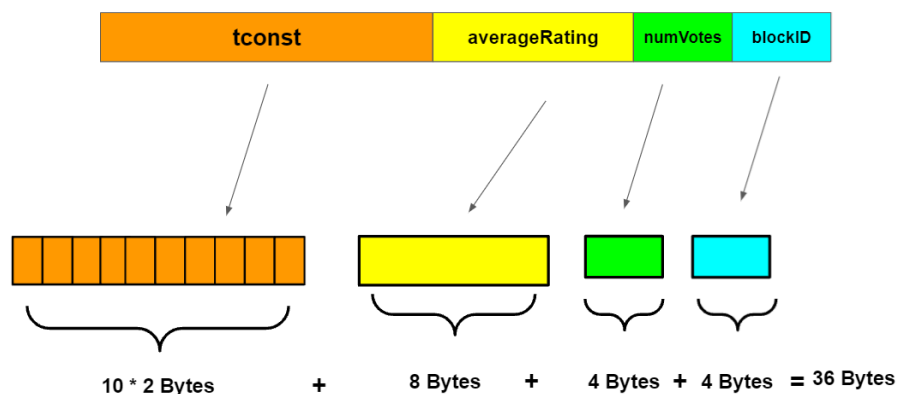 tconst averageRating numVotes blockID
10 * 2 Bytes + 8 Bytes + 4 Bytes + 4 Bytes = 36 Bytes